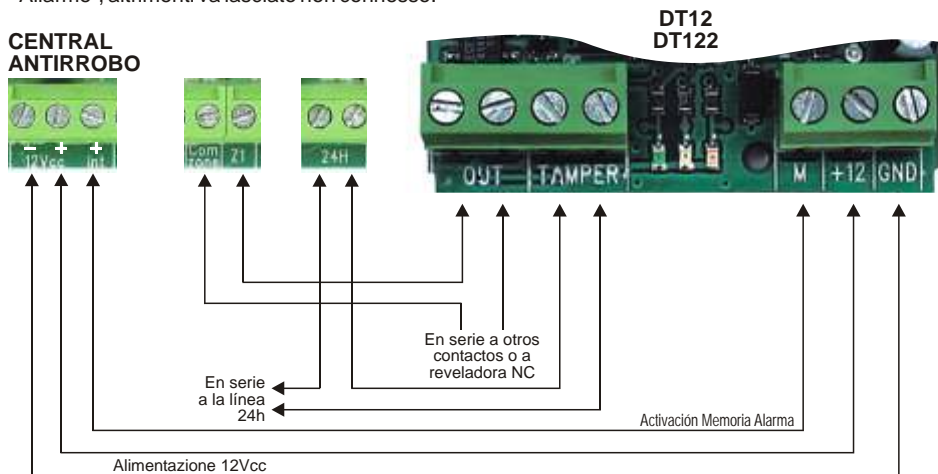 "Allarme", altrimenti va lasciato non connesso.
DT12
DT122
CENTRAL
ANTIRROBO
- + +
12Vcc int
Com
zone Z1
24H
OUT TAMPER
M +12 GND
En serie a otros
contactos o a
reveladora NC
En serie
a la línea
24h
Activación Memoria Alarma
Alimentazione 12Vcc